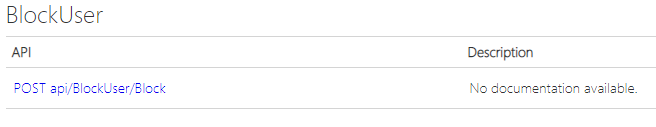 BlockUser
API Description
POST api/BlockUser/Block No documentation available.